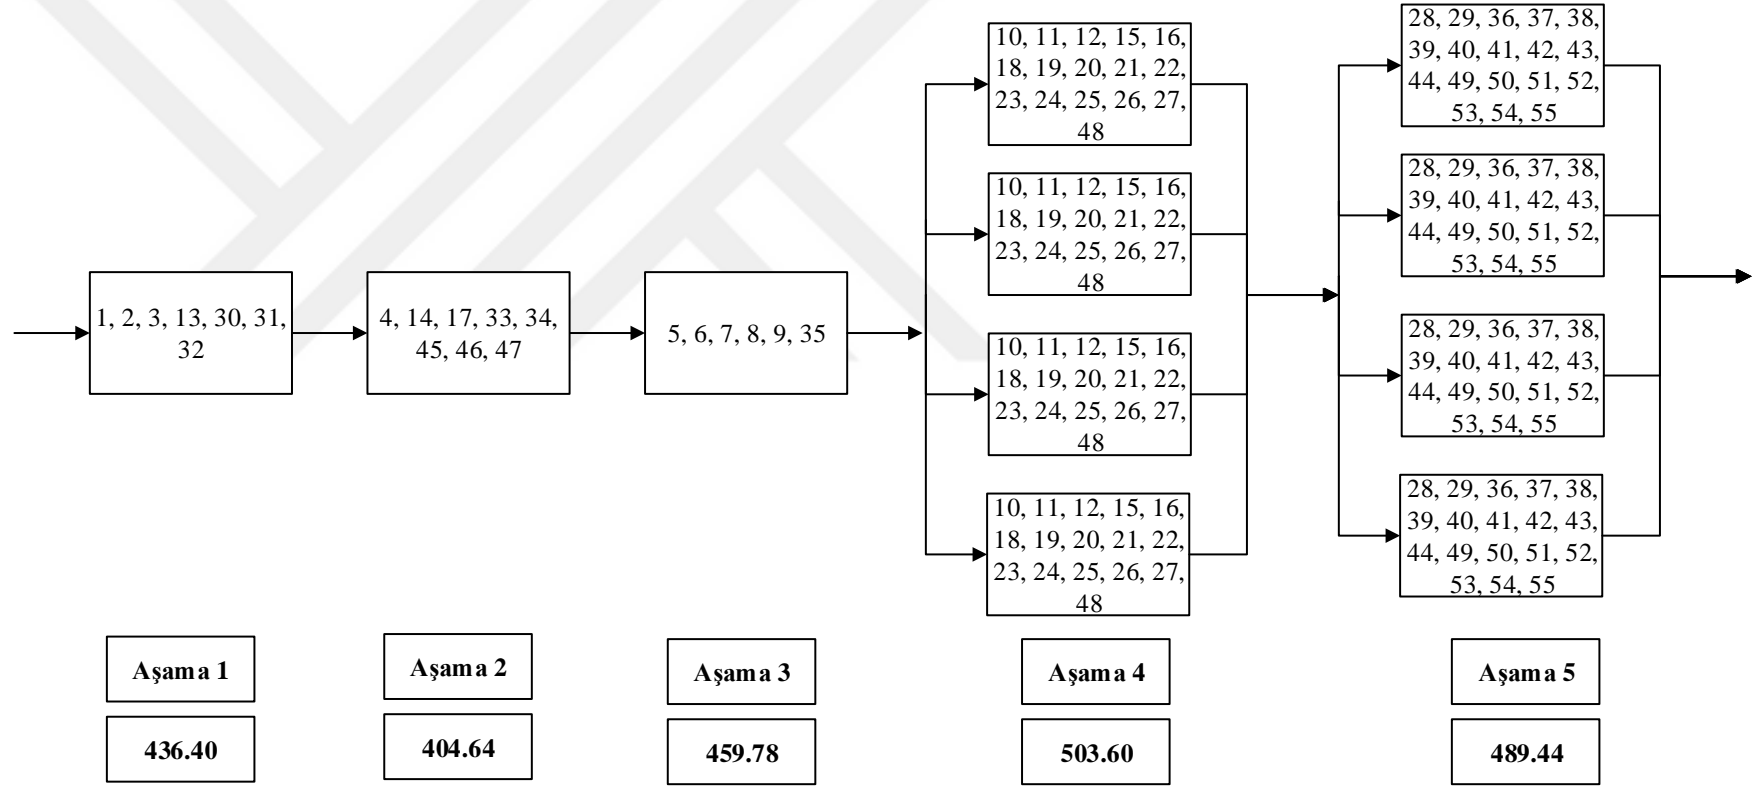 1, 2, 3, 13, 30, 31,
32
4, 14, 17, 33, 34,
45, 46, 47
5, 6, 7, 8, 9, 35
10, 11, 12, 15, 16,
18, 19, 20, 21, 22,
23, 24, 25, 26, 27,
48
10, 11, 12, 15, 16,
18, 19, 20, 21, 22,
23, 24, 25, 26, 27,
48
10, 11, 12, 15, 16,
18, 19, 20, 21, 22,
23, 24, 25, 26, 27,
48
10, 11, 12, 15, 16,
18, 19, 20, 21, 22,
23, 24, 25, 26, 27,
48
28, 29, 36, 37, 38,
39, 40, 41, 42, 43,
44, 49, 50, 51, 52,
53, 54, 55
28, 29, 36, 37, 38,
39, 40, 41, 42, 43,
44, 49, 50, 51, 52,
53, 54, 55
28, 29, 36, 37, 38,
39, 40, 41, 42, 43,
44, 49, 50, 51, 52,
53, 54, 55
28, 29, 36, 37, 38,
39, 40, 41, 42, 43,
44, 49, 50, 51, 52,
53, 54, 55
Aşama 1
Aşama 2
Aşama 3
Aşama 4
Aşama 5
436.40
404.64
459.78
503.60
489.44